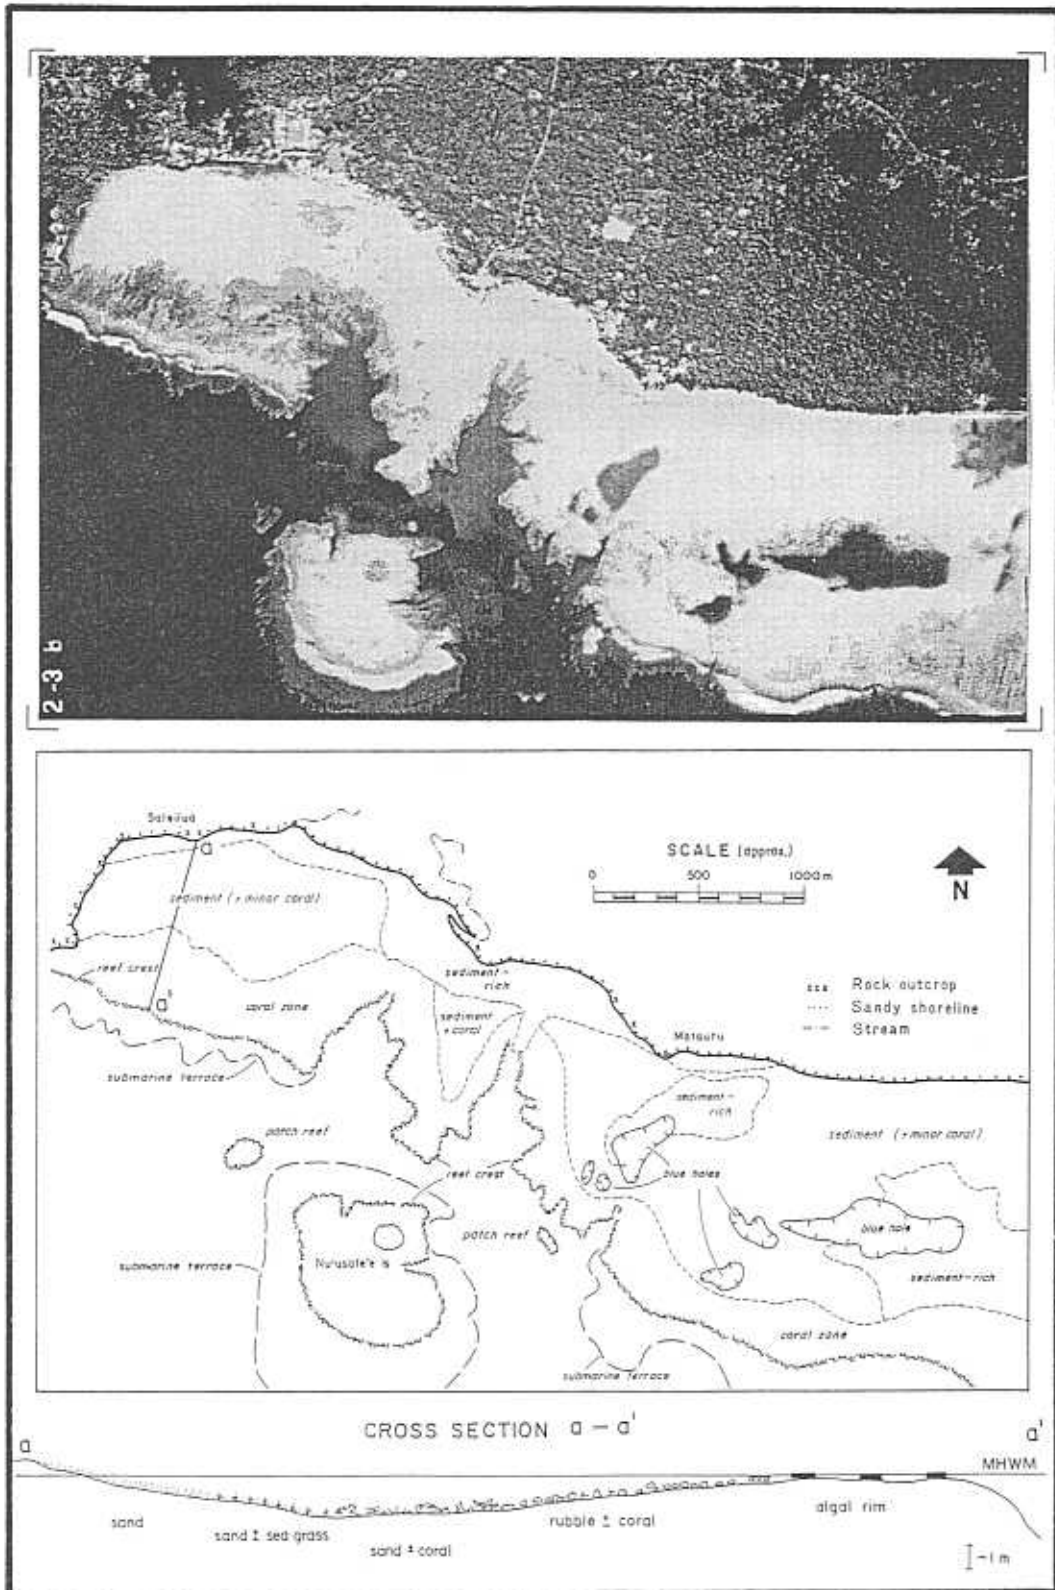 2-3 b
SCALE (approx.)
0 500 1000m
N
a
sediment (+minor coral)
reef crest
a'
coral zone
sediment-
rich
sediment
+ coral
Rock outcrop
Sandy shoreline
Stream
Matautu
submarine terrace
sediment-
rich
patch reef
sediment (+minor coral)
reef crest
blue holes
patch reef
blue hole
submarine terrace
Nu'usafe'e Is
sediment-rich
coral zone
submarine terrace
CROSS SECTION a - a'
a
a'
MHWM
sand
sand ± sea grass
sand ± coral
rubble ± coral
algal rim
1 m